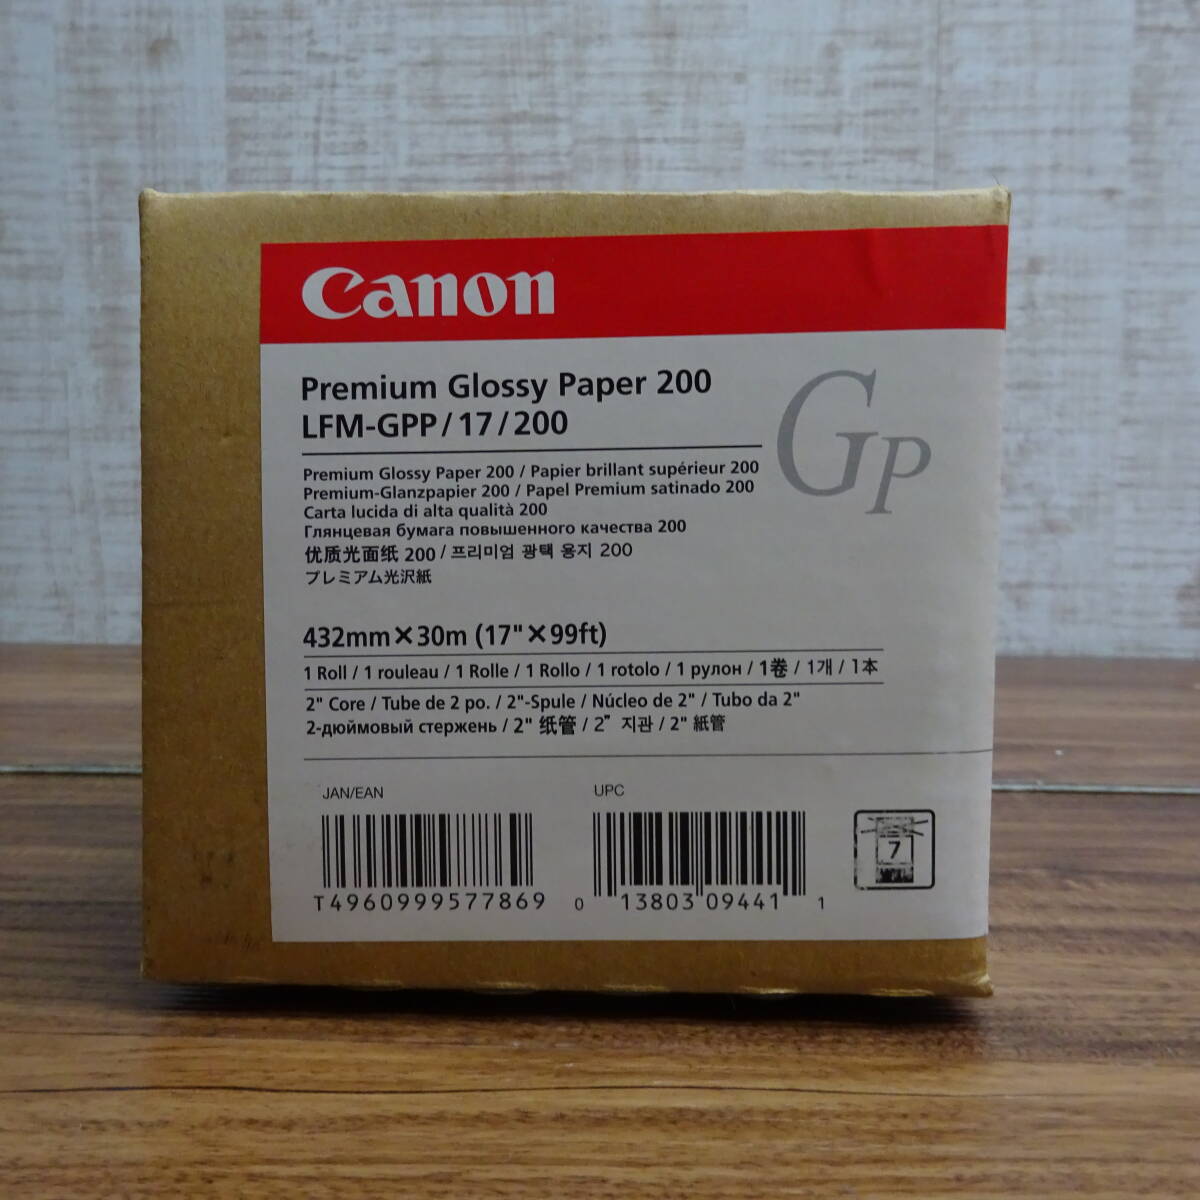 Canon
Premium Glossy Paper 200
LFM-GPP/17/200
GP
Premium Glossy Paper 200 / Papier brillant supérieur 200
Premium-Glanzpapier 200 / Papel Premium satinado 200
Carta lucida di alta qualità 200
Глянцевая бумага повышенного качества 200
优质光面纸 200 / 프리미엄 광택 용지 200
プレミアム光沢紙
432mm×30m (17"×99ft)
1 Roll / 1 rouleau / 1 Rolle / 1 Rollo / 1 rotolo / 1 рулон / 1卷 / 1개 / 1本
2" Core / Tube de 2 po. / 2"-Spule / Núcleo de 2" / Tubo da 2"
2-дюймовый стержень / 2" 纸管 / 2" 지관 / 2" 紙管
JAN/EAN
UPC
T4960999577869
0 13803 09441 1
7